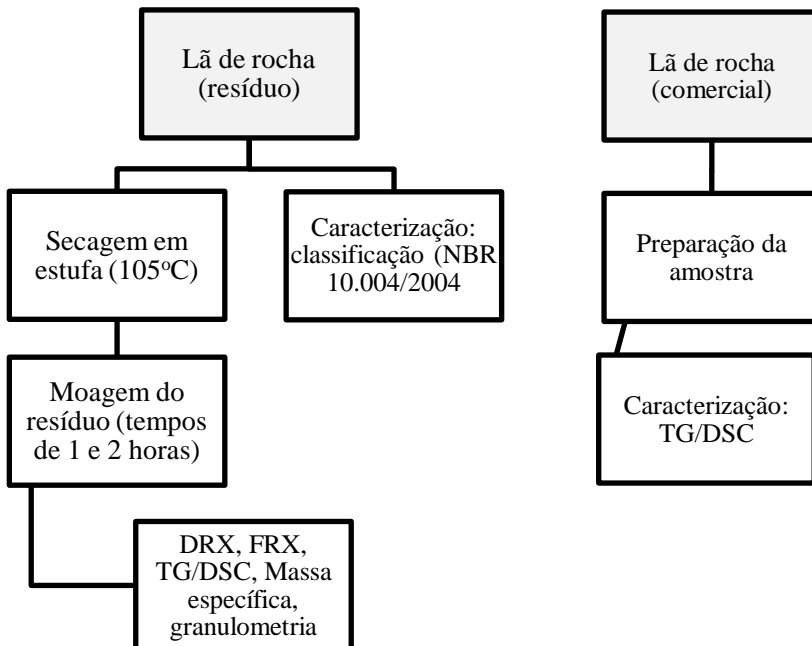 Lã de rocha
(resíduo)
Lã de rocha
(comercial)
Secagem em
estufa (105ºC)
Caracterização:
classificação (NBR
10.004/2004
Preparação da
amostra
Moagem do
resíduo (tempos
de 1 e 2 horas)
Caracterização:
TG/DSC
DRX, FRX,
TG/DSC, Massa
específica,
granulometria